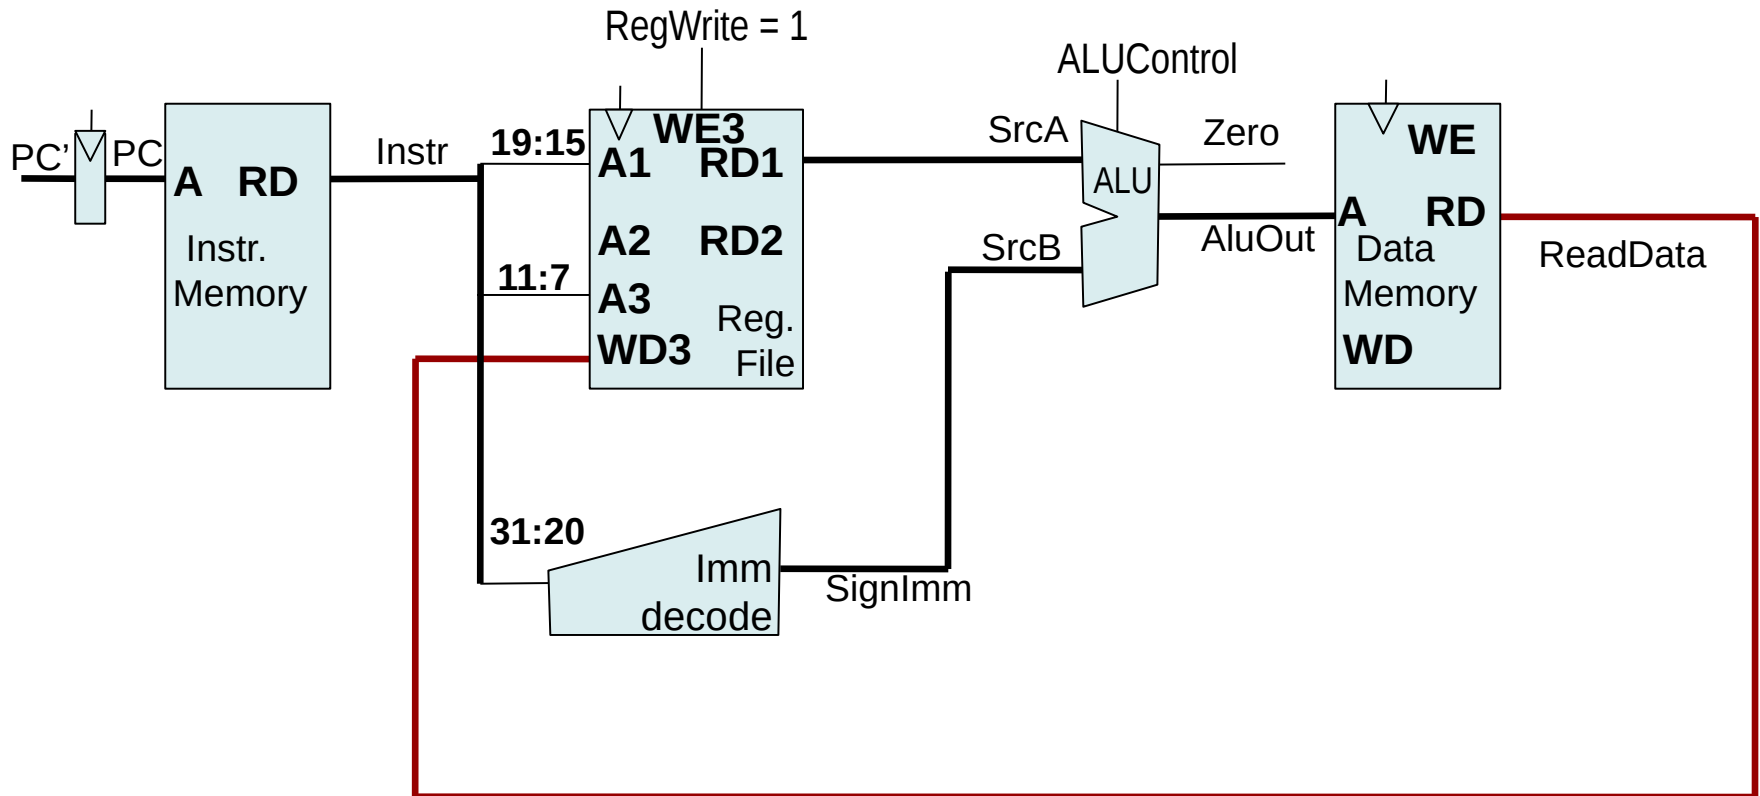 RegWrite = 1
ALUControl
PC’
PC
A RD
Instr.
Memory
Instr
19:15
11:7
31:20
WE3
A1 RD1
A2 RD2
A3
WD3
Reg.
File
Imm
decode
SignImm
SrcA
SrcB
ALU
Zero
AluOut
WE
A RD
Data
Memory
WD
ReadData